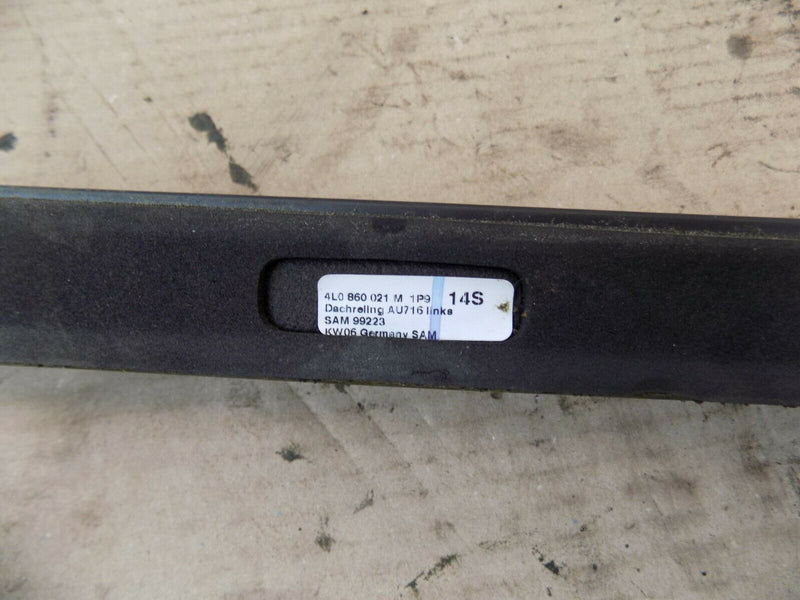 4L0 860 021 M 1P9 14S
Dachreling AU716 links
SAM 99223
KW06 Germany SAM